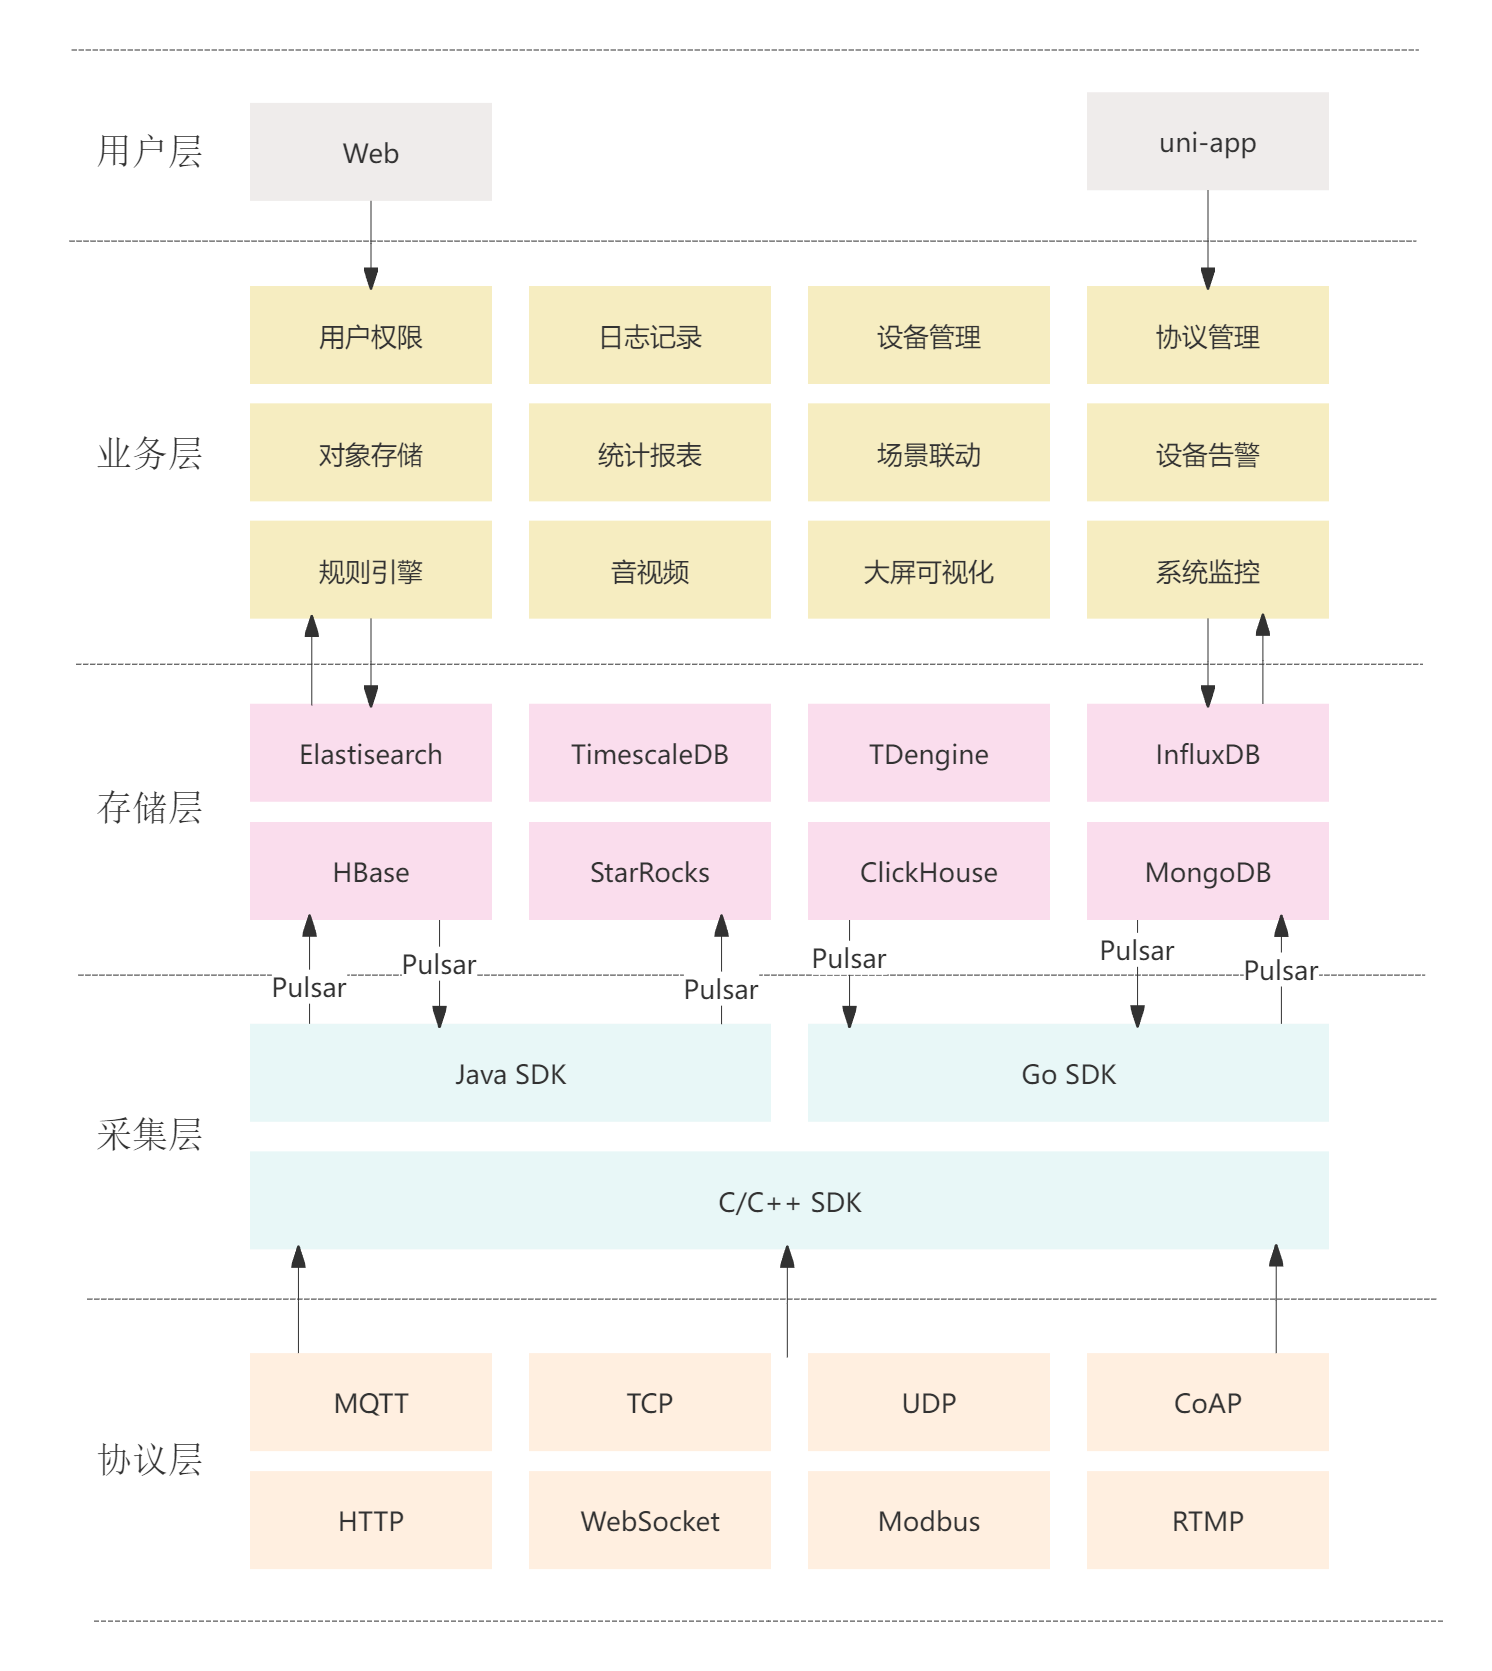 用户层
Web
uni-app
业务层
用户权限
日志记录
设备管理
协议管理
对象存储
统计报表
场景联动
设备告警
规则引擎
音视频
大屏可视化
系统监控
存储层
Elastisearch
TimescaleDB
TDengine
InfluxDB
HBase
StarRocks
ClickHouse
MongoDB
Pulsar
Pulsar
Pulsar
Pulsar
Pulsar
Pulsar
采集层
Java SDK
Go SDK
C/C++ SDK
协议层
MQTT
TCP
UDP
CoAP
HTTP
WebSocket
Modbus
RTMP